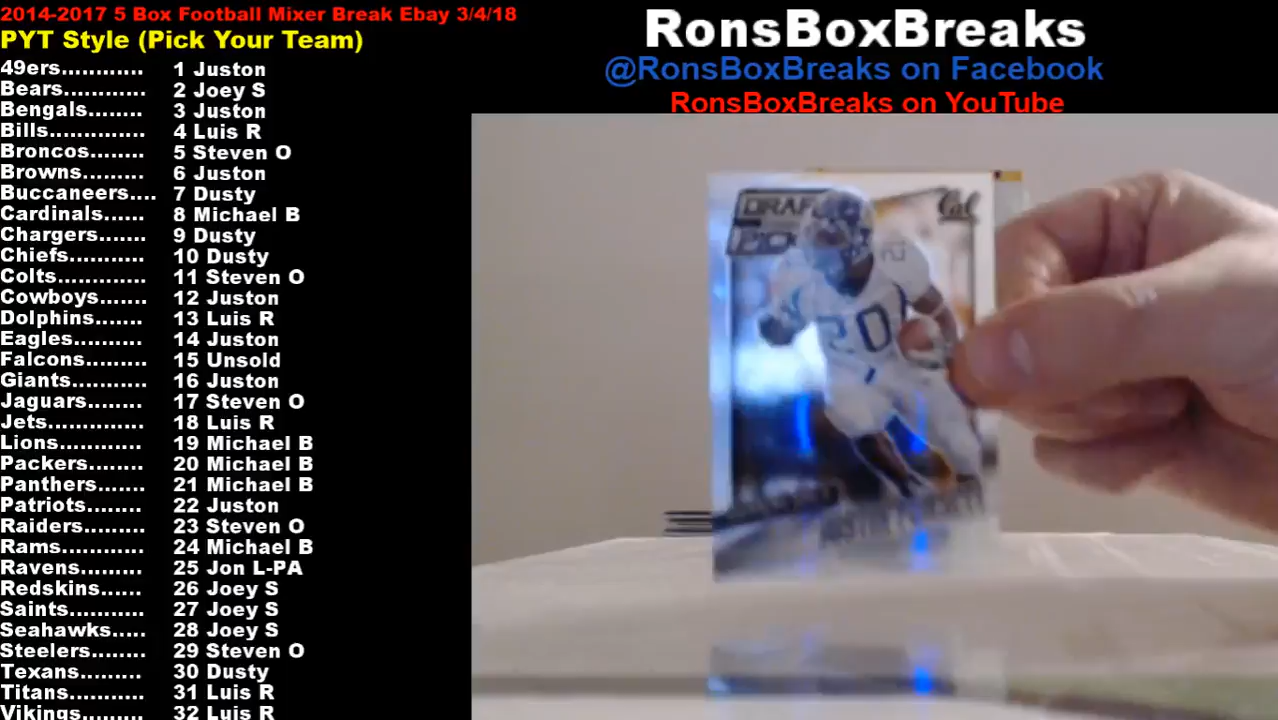 2014-2017 5 Box Football Mixer Break Ebay 3/4/18
PYT Style (Pick Your Team)
49ers............ 1 Juston
Bears............ 2 Joey S
Bengals........ 3 Juston
Bills.............. 4 Luis R
Broncos........ 5 Steven O
Browns......... 6 Juston
Buccaneers.... 7 Dusty
Cardinals...... 8 Michael B
Chargers....... 9 Dusty
Chiefs........... 10 Dusty
Colts............. 11 Steven O
Cowboys....... 12 Juston
Dolphins........ 13 Luis R
Eagles.......... 14 Juston
Falcons......... 15 Unsold
Giants........... 16 Juston
Jaguars........ 17 Steven O
Jets.............. 18 Luis R
Lions............ 19 Michael B
Packers........ 20 Michael B
Panthers....... 21 Michael B
Patriots........ 22 Juston
Raiders......... 23 Steven O
Rams............ 24 Michael B
Ravens......... 25 Jon L-PA
Redskins...... 26 Joey S
Saints........... 27 Joey S
Seahawks..... 28 Joey S
Steelers........ 29 Steven O
Texans......... 30 Dusty
Titans........... 31 Luis R
Vikings......... 32 Luis R
RonsBoxBreaks
@RonsBoxBreaks on Facebook
RonsBoxBreaks on YouTube
DRAFT
Cal
20